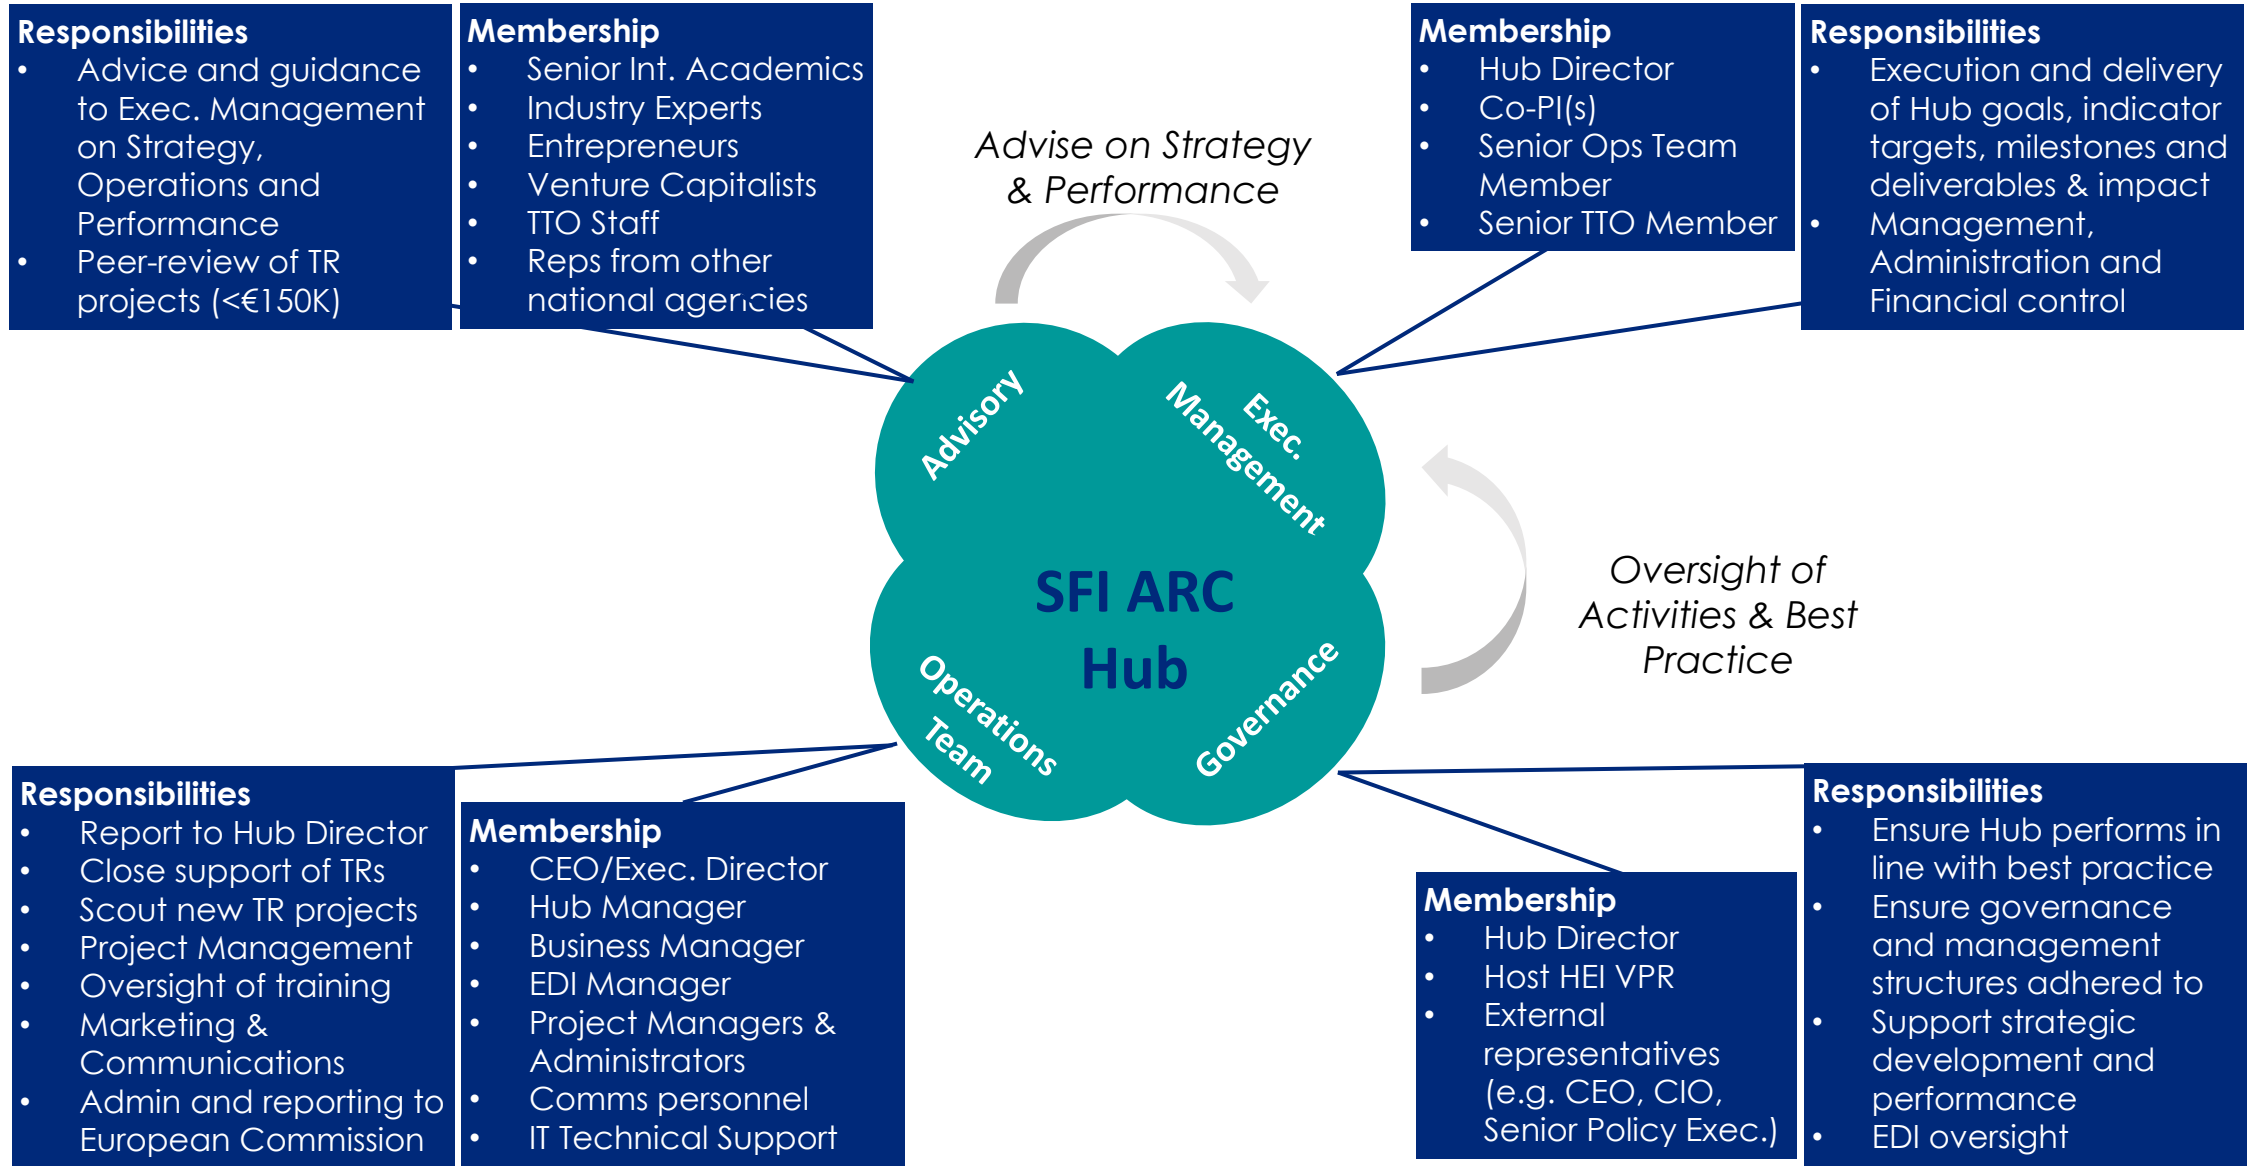 Responsibilities
• Advice and guidance
to Exec. Management
on Strategy,
Operations and
Performance
• Peer-review of TR
projects (<€150K)
Membership
• Senior Int. Academics
• Industry Experts
• Entrepreneurs
• Venture Capitalists
• TTO Staff
• Reps from other
national agencies
Advise on Strategy
& Performance
Membership
• Hub Director
• Co-PI(s)
• Senior Ops Team
Member
• Senior TTO Member
Responsibilities
• Execution and delivery
of Hub goals, indicator
targets, milestones and
deliverables & impact
• Management,
Administration and
Financial control
Advisory
Exec.
Management
SFI ARC
Hub
Operations
Team
Governance
Oversight of
Activities & Best
Practice
Responsibilities
• Report to Hub Director
• Close support of TRs
• Scout new TR projects
• Project Management
• Oversight of training
• Marketing &
Communications
• Admin and reporting to
European Commission
Membership
• CEO/Exec. Director
• Hub Manager
• Business Manager
• EDI Manager
• Project Managers &
Administrators
• Comms personnel
• IT Technical Support
Membership
• Hub Director
• Host HEI VPR
• External
representatives
(e.g. CEO, CIO,
Senior Policy Exec.)
Responsibilities
• Ensure Hub performs in
line with best practice
• Ensure governance
and management
structures adhered to
• Support strategic
development and
performance
• EDI oversight